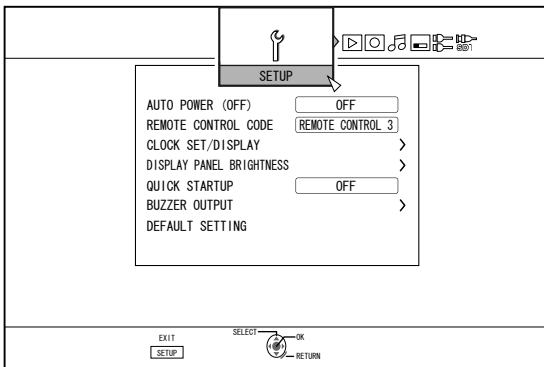 SETUP
AUTO POWER (OFF) OFF
REMOTE CONTROL CODE REMOTE CONTROL 3
CLOCK SET/DISPLAY
DISPLAY PANEL BRIGHTNESS
QUICK STARTUP OFF
BUZZER OUTPUT
DEFAULT SETTING
EXIT
SETUP
SELECT
OK
RETURN